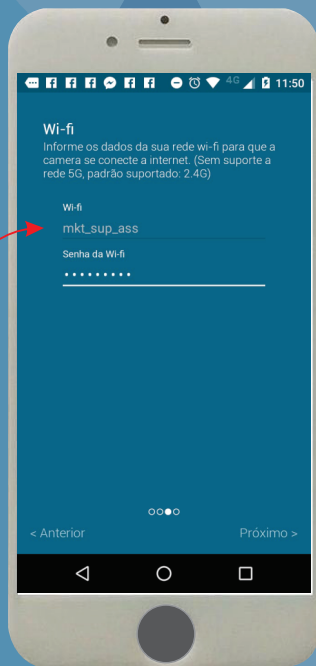 4G 11:50
Wi-fi
Informe os dados da sua rede wi-fi para que a
camera se conecte a internet. (Sem suporte a
rede 5G, padrão suportado: 2.4G)
Wi-fi
mkt_sup_ass
Senha da Wi-fi
•••••••••
< Anterior
Próximo >